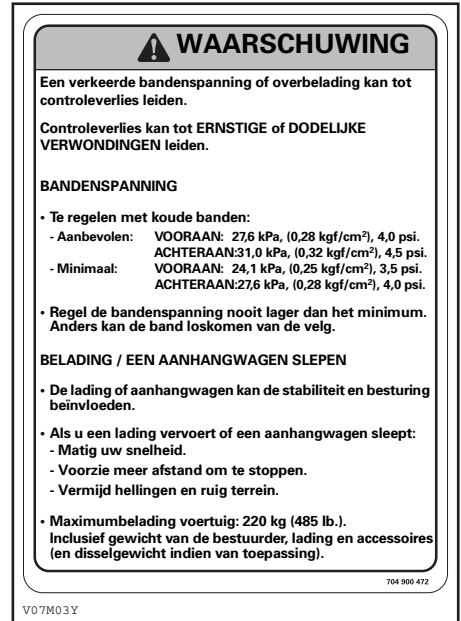 WAARSCHUWING
Een verkeerde bandenspanning of overbelading kan tot
controleverlies leiden.
Controleverlies kan tot ERNSTIGE of DODELIJKE
VERWONDINGEN leiden.
BANDENSPANNING
• Te regelen met koude banden:
- Aanbevolen: VOORAAN: 27,6 kPa, (0,28 kgf/cm²), 4,0 psi.
ACHTERAAN:31,0 kPa, (0,32 kgf/cm²), 4,5 psi.
- Minimaal: VOORAAN: 24,1 kPa, (0,25 kgf/cm²), 3,5 psi.
ACHTERAAN:27,6 kPa, (0,28 kgf/cm²), 4,0 psi.
• Regel de bandenspanning nooit lager dan het minimum.
Anders kan de band loskomen van de velg.
BELADING / EEN AANHANGWAGEN SLEPEN
• De lading of aanhangwagen kan de stabiliteit en besturing
beïnvloeden.
• Als u een lading vervoert of een aanhangwagen sleept:
- Matig uw snelheid.
- Voorzie meer afstand om te stoppen.
- Vermijd hellingen en ruig terrein.
• Maximumbelading voertuig: 220 kg (485 lb.).
Inclusief gewicht van de bestuurder, lading en accessoires
(en disselgewicht indien van toepassing).
704 900 472
V07M03Y